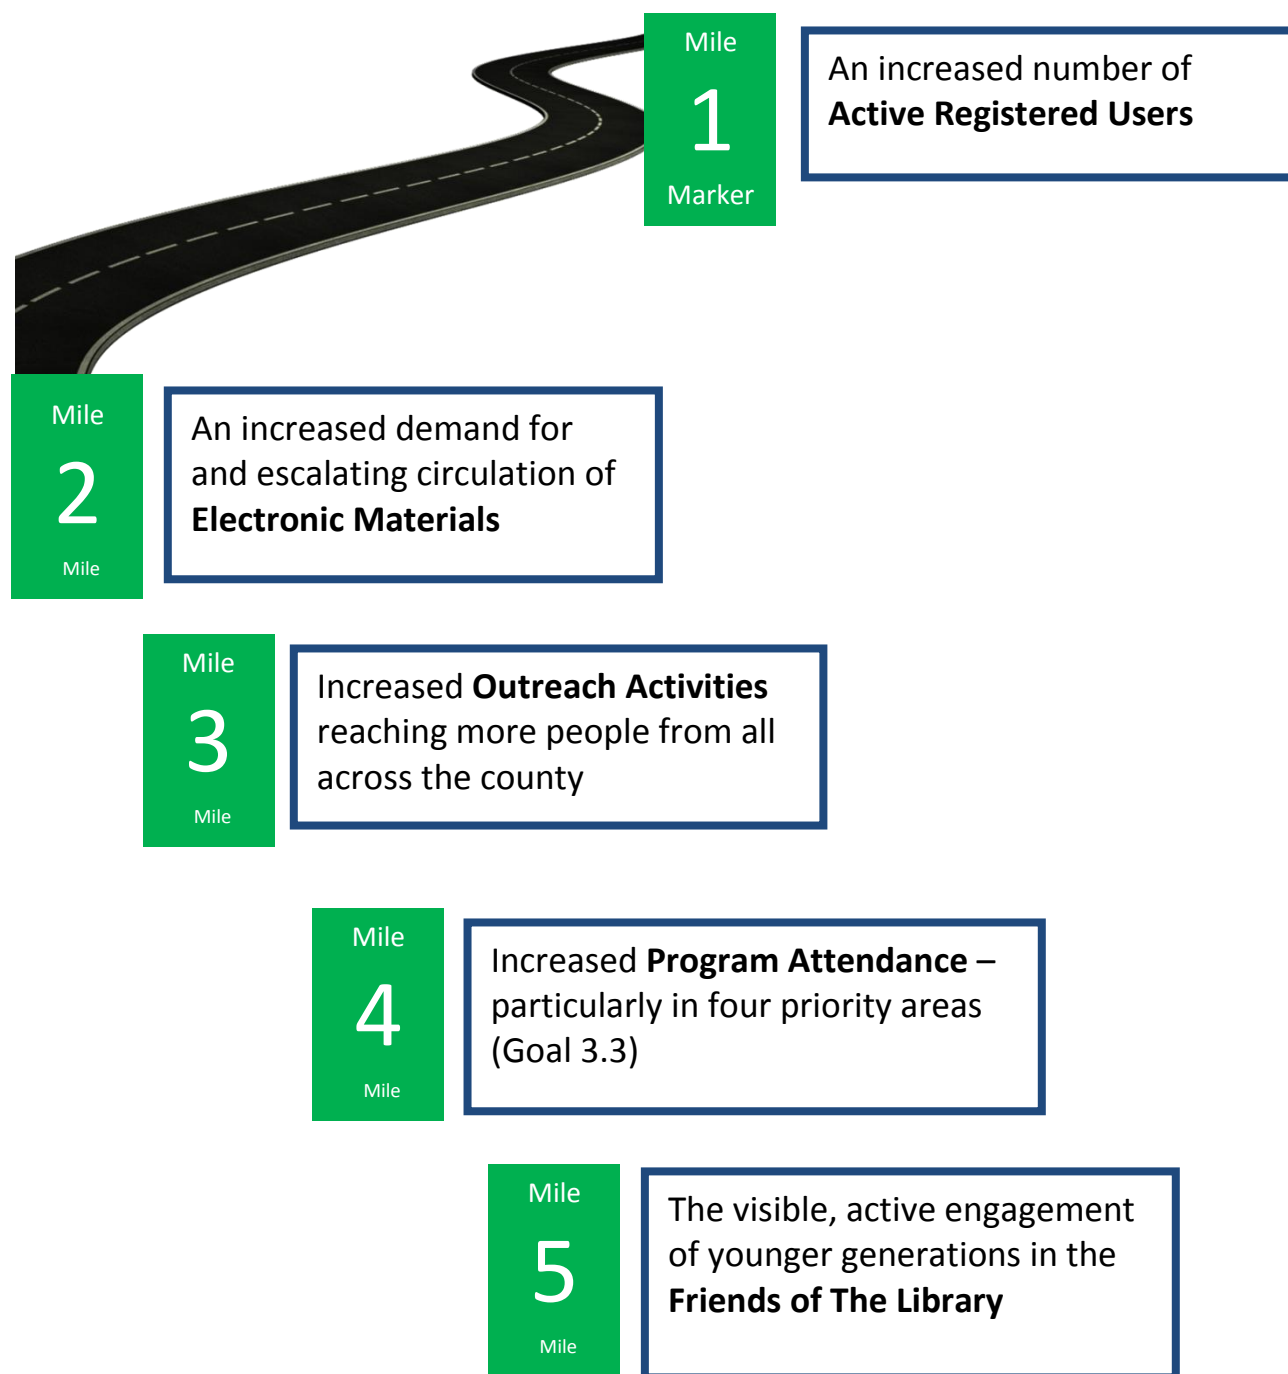 Mile
1
Marker
An increased number of
Active Registered Users
Mile
2
Mile
An increased demand for
and escalating circulation of
Electronic Materials
Mile
3
Mile
Increased Outreach Activities
reaching more people from all
across the county
Mile
4
Mile
Increased Program Attendance –
particularly in four priority areas
(Goal 3.3)
Mile
5
Mile
The visible, active engagement
of younger generations in the
Friends of The Library